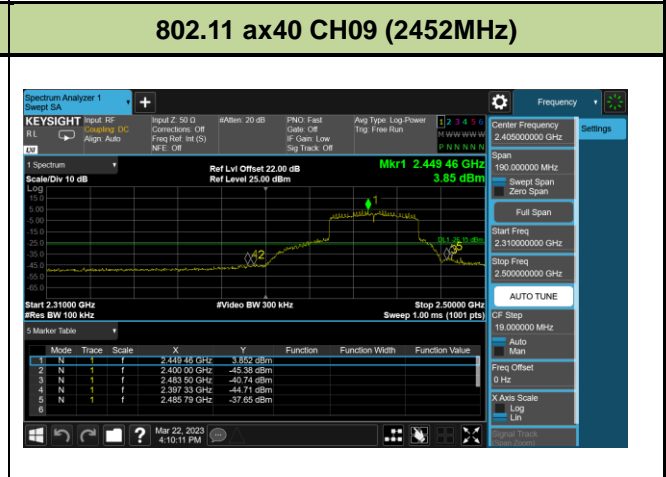 802.11 ax40 CH09 (2452MHz)
Spectrum Analyzer 1
Swept SA
Frequency
KEYSIGHT
RL
Input: RF
Coupling: DC
Align: Auto
Input Z: 50 Ω
Corrections: Off
Freq Ref: Int (S)
NFE: Off
#Atten: 20 dB
PNO: Fast
Gate: Off
IF Gain: Low
Sig Track: Off
Avg Type: Log-Power
Trig: Free Run
1 2 3 4 5 6
M W W W W W
P N N N N N
1 Spectrum
Scale/Div 10 dB
Ref Lvl Offset 22.00 dB
Ref Level 25.00 dBm
Mkr1 2.449 46 GHz
3.85 dBm
Log
15.0
5.00
-5.00
-15.0
-25.0
-35.0
-45.0
-55.0
-65.0
1
DL1 -26.15 dBm
Start 2.31000 GHz
#Res BW 100 kHz
#Video BW 300 kHz
Stop 2.50000 GHz
Sweep 1.00 ms (1001 pts)
5 Marker Table
Mode Trace Scale X Y Function Function Width Function Value
1 N 1 f 2.449 46 GHz 3.852 dBm
2 N 1 f 2.400 00 GHz -45.38 dBm
3 N 1 f 2.483 50 GHz -40.74 dBm
4 N 1 f 2.397 33 GHz -44.71 dBm
5 N 1 f 2.485 79 GHz -37.65 dBm
6
Mar 22, 2023
4:10:11 PM
Center Frequency
2.405000000 GHz
Settings
Span
190.000000 MHz
Swept Span
Zero Span
Full Span
Start Freq
2.310000000 GHz
Stop Freq
2.500000000 GHz
AUTO TUNE
CF Step
19.000000 MHz
Auto
Man
Freq Offset
0 Hz
X Axis Scale
Log
Lin
Signal Track
(Span Zoom)